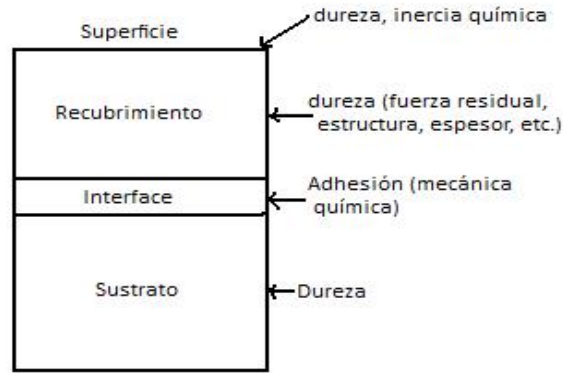 dureza, inercia química
Superficie
Recubrimiento
dureza (fuerza residual,
estructura, espesor, etc.)
Interface
Adhesión (mecánica
química)
Sustrato
Dureza